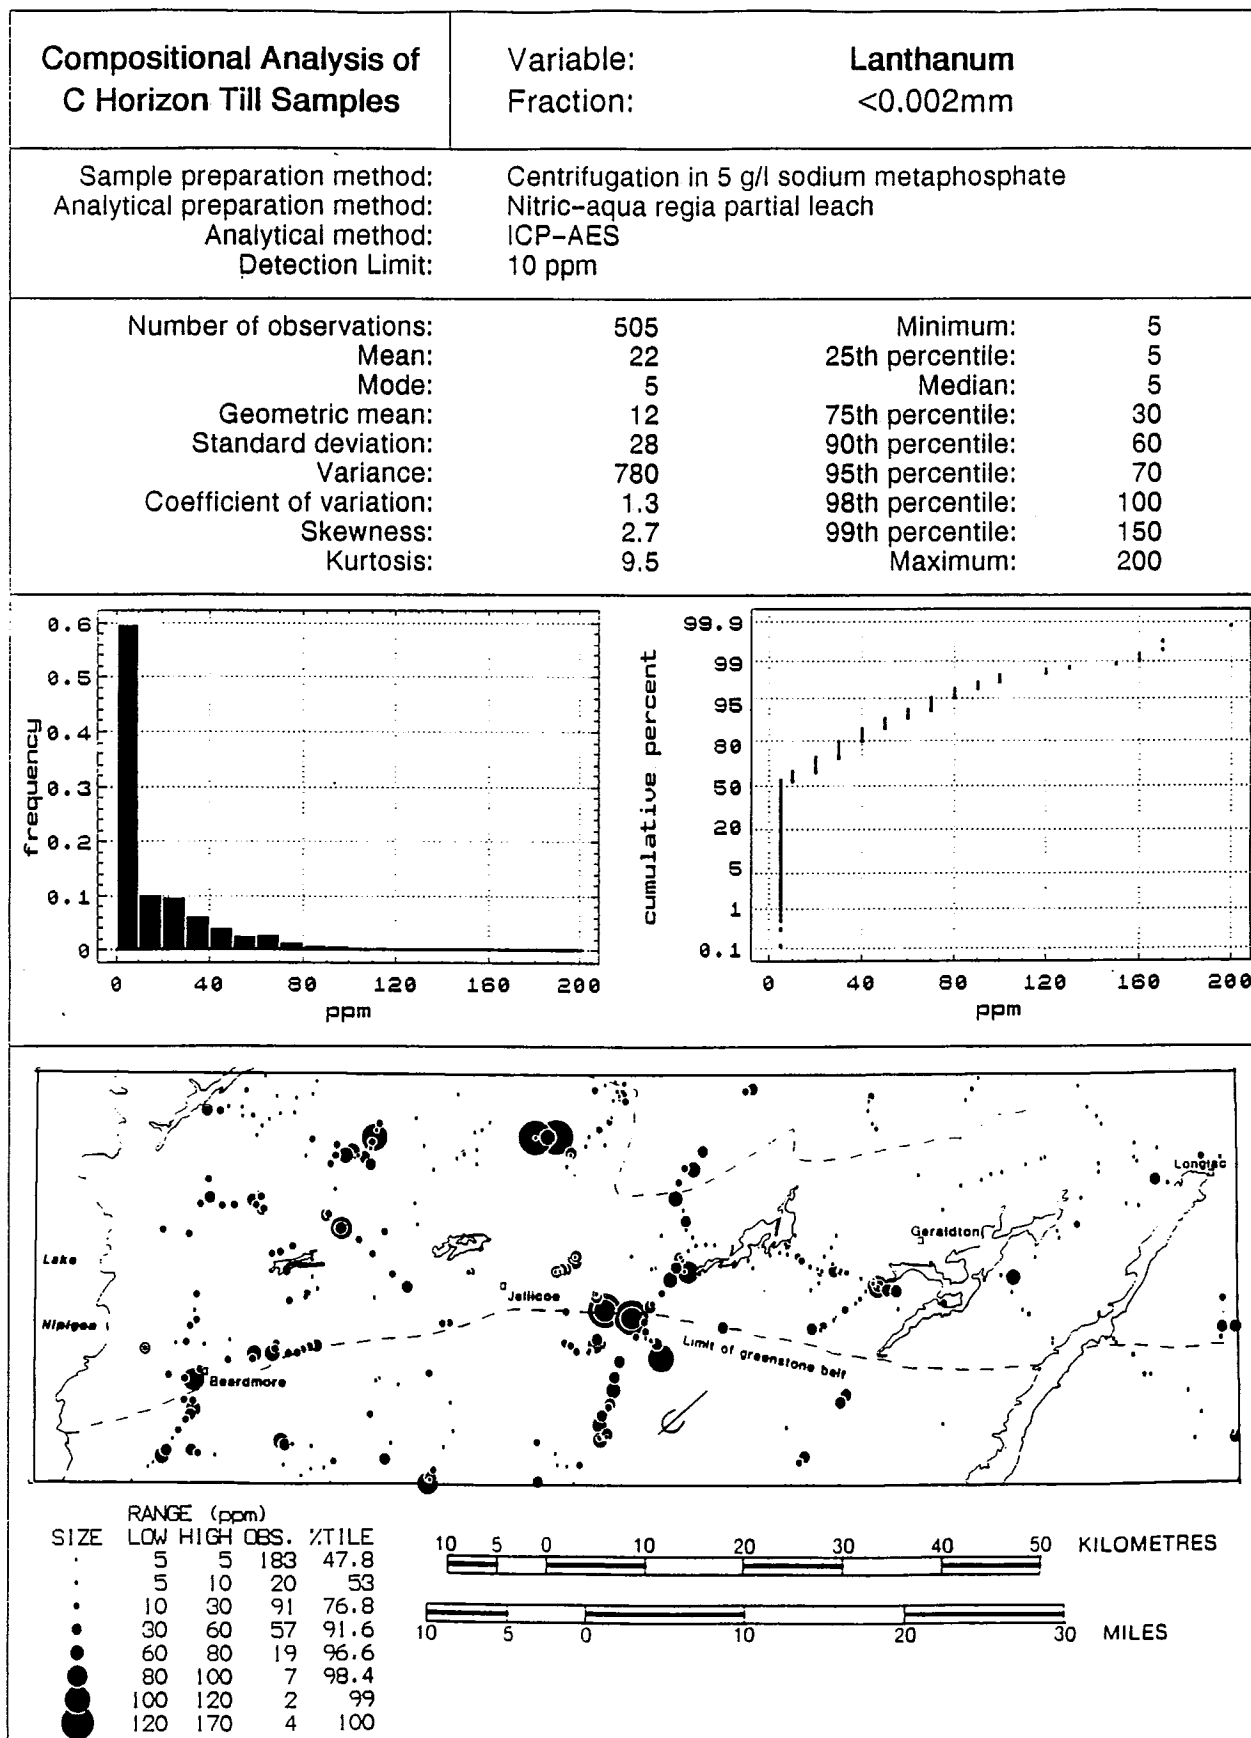 Compositional Analysis of
C Horizon Till Samples
Variable: Lanthanum
Fraction: <0.002mm
Sample preparation method: Centrifugation in 5 g/l sodium metaphosphate
Analytical preparation method: Nitric-aqua regia partial leach
Analytical method: ICP-AES
Detection Limit: 10 ppm
Number of observations: 505 Minimum: 5
Mean: 22 25th percentile: 5
Mode: 5 Median: 5
Geometric mean: 12 75th percentile: 30
Standard deviation: 28 90th percentile: 60
Variance: 780 95th percentile: 70
Coefficient of variation: 1.3 98th percentile: 100
Skewness: 2.7 99th percentile: 150
Kurtosis: 9.5 Maximum: 200
frequency
0.6
0.5
0.4
0.3
0.2
0.1
0
0 40 80 120 160 200
ppm
cumulative percent
99.9
99
95
80
50
20
5
1
0.1
0 40 80 120 160 200
ppm
Longlac
Geraldton
Lake
Jellicoe
Nipigon
Limit of greenstone belt
Beardmore
RANGE (ppm)
SIZE LOW HIGH OBS. %TILE
5 5 183 47.8
5 10 20 53
10 30 91 76.8
30 60 57 91.6
60 80 19 96.6
80 100 7 98.4
100 120 2 99
120 170 4 100
10 5 0 10 20 30 40 50 KILOMETRES
10 5 0 10 20 30 MILES